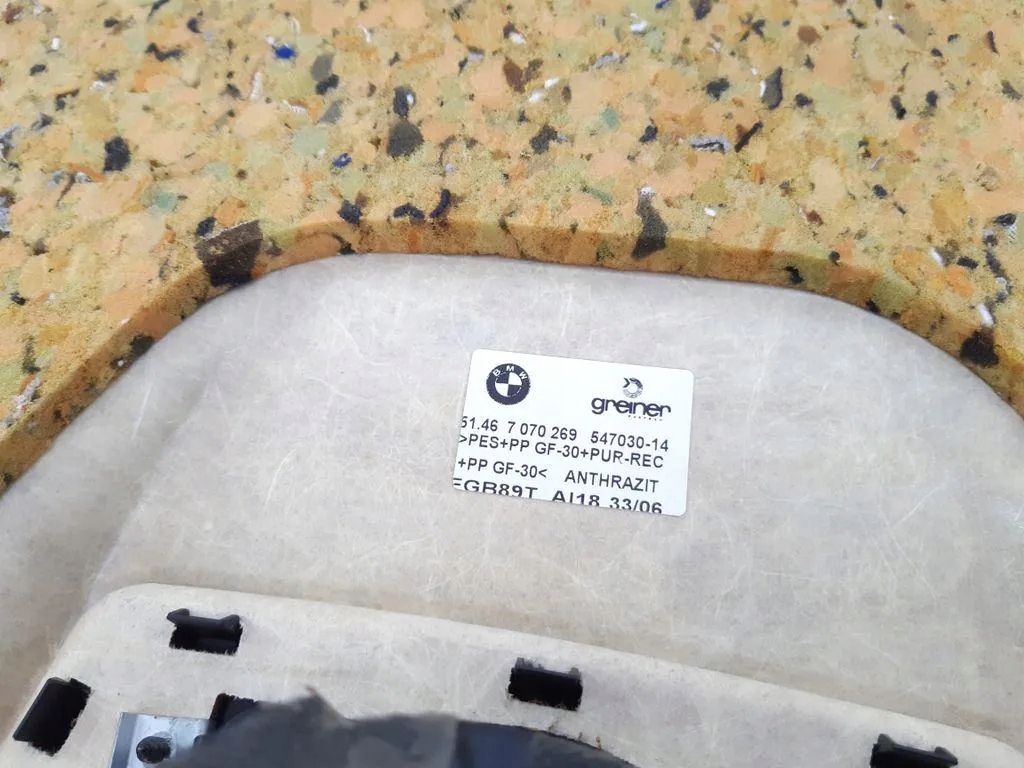 BMW
greiner
51.46 7 070 269 547030-14
>PES+PP GF-30+PUR-REC
+PP GF-30< ANTHRAZIT
EGB89T AI18 33/06